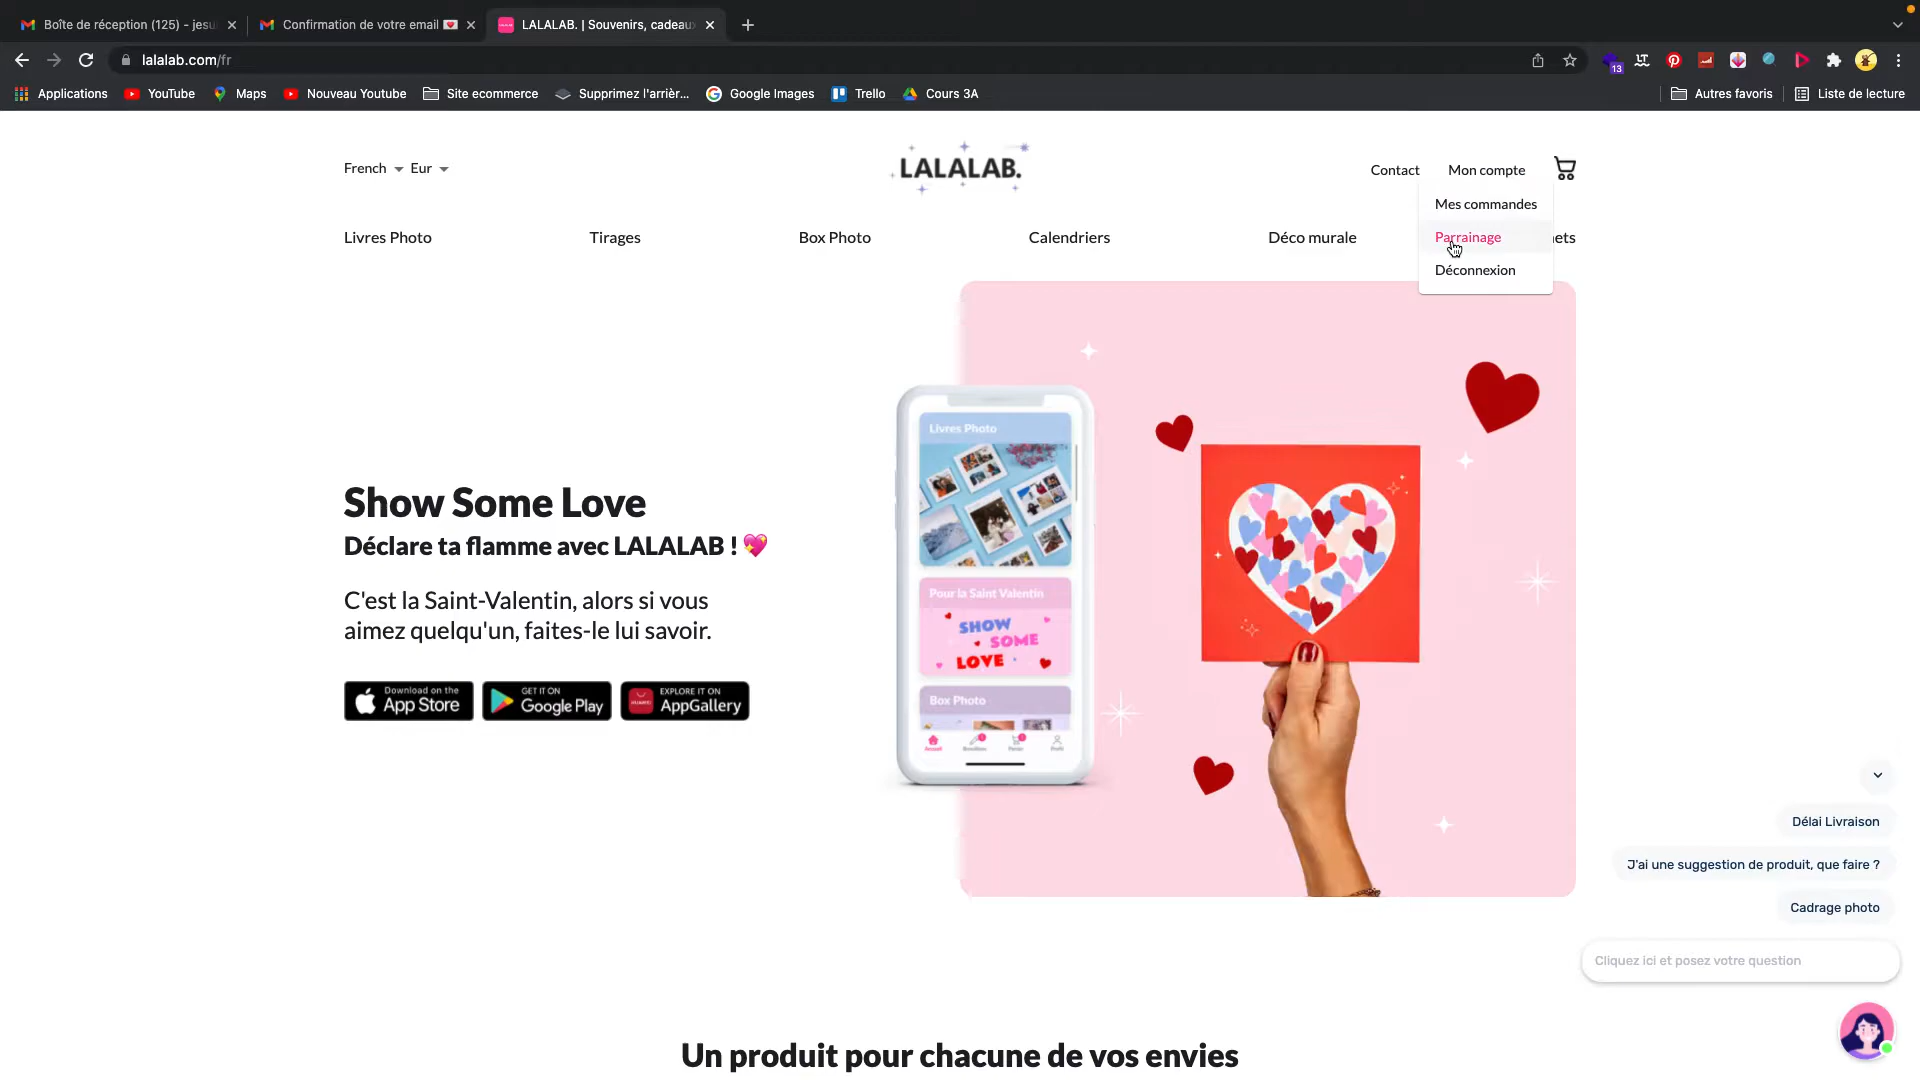 Boîte de réception (125) - jesu
Confirmation de votre email 💌
LALALAB. | Souvenirs, cadeaux
lalalab.com/fr
13
Applications
YouTube
Maps
Nouveau Youtube
Site ecommerce
Supprimez l'arrièr...
Google Images
Trello
Cours 3A
Autres favoris
Liste de lecture
French
Eur
LALALAB.
Contact
Mon compte
Mes commandes
Parrainage
Déconnexion
Livres Photo
Tirages
Box Photo
Calendriers
Déco murale
ets
Show Some Love
Déclare ta flamme avec LALALAB ! 💖
C'est la Saint-Valentin, alors si vous
aimez quelqu'un, faites-le lui savoir.
Download on the
App Store
GET IT ON
Google Play
EXPLORE IT ON
AppGallery
Livres Photo
Pour la Saint Valentin
SHOW
SOME
LOVE
Box Photo
Délai Livraison
J'ai une suggestion de produit, que faire ?
Cadrage photo
Cliquez ici et posez votre question
Un produit pour chacune de vos envies